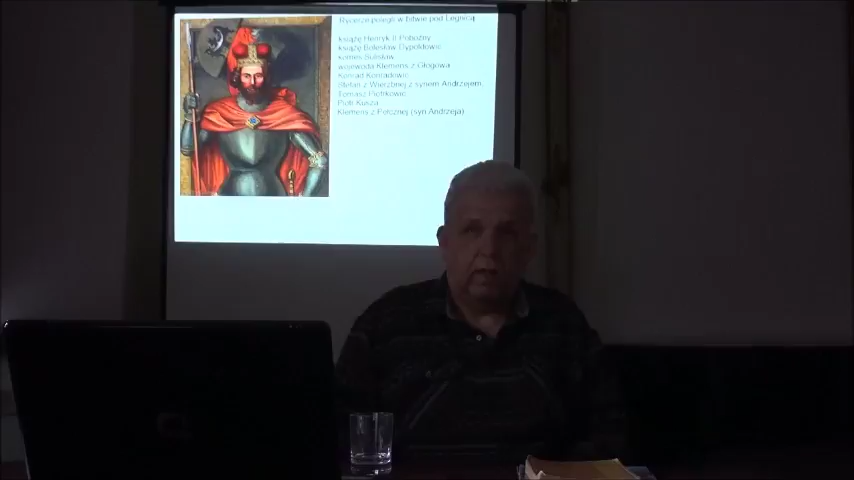 Rycerze polegli w bitwie pod Legnicą
książę Henryk II Pobożny
książę Bolesław Dypoldowic
komes Sulisław
wojewoda Klemens z Głogowa
Konrad Konradowic
Stefan z Wierzbnej z synem Andrzejem
Tomasz Piotrkowic
Piotr Kusza
Klemens z Pełcznej (syn Andrzeja)